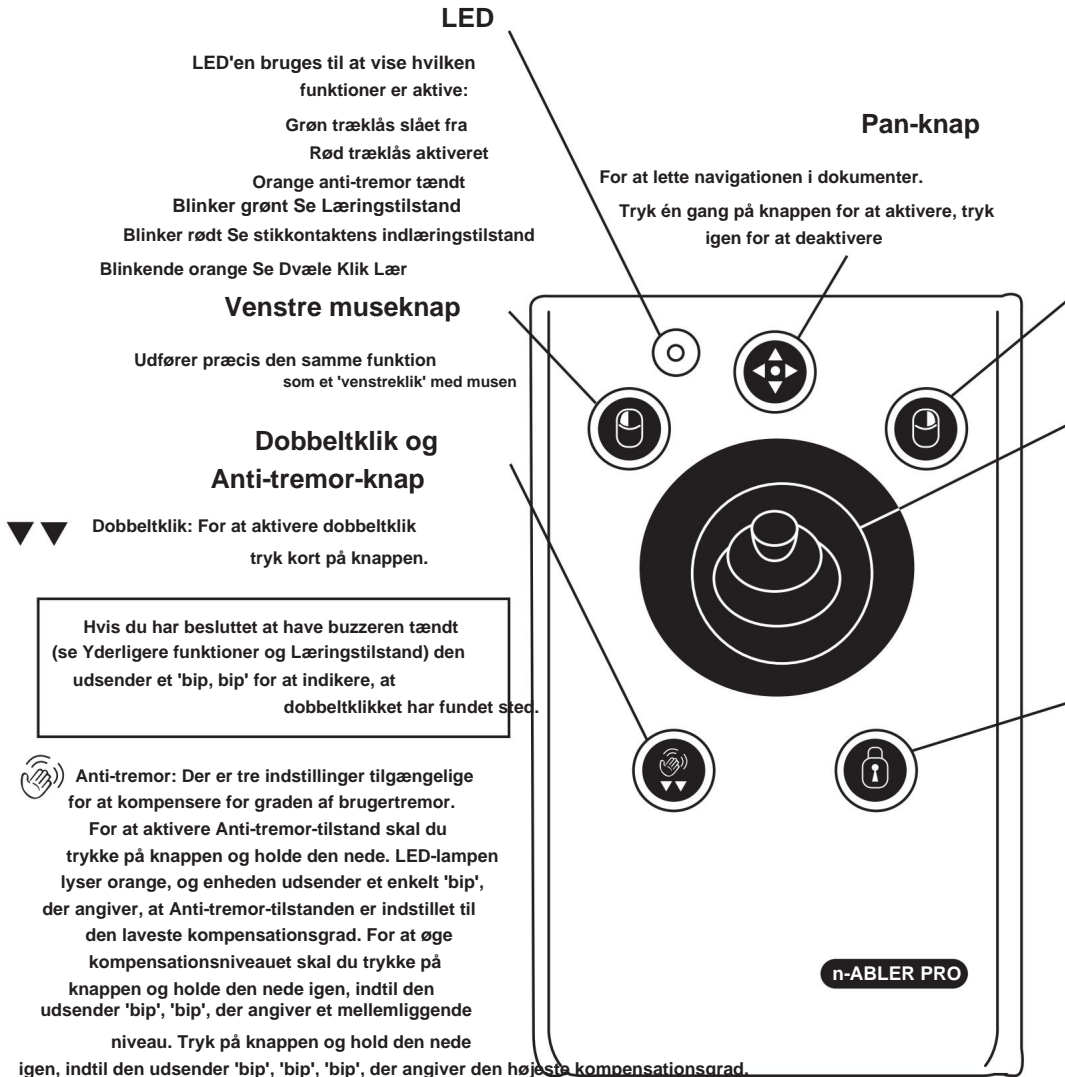 LED
LED'en bruges til at vise hvilken
funktioner er aktive:
Grøn træklås slået fra
Rød træklås aktiveret
Orange anti-tremor tændt
Blinker grønt Se Læringstilstand
Blinker rødt Se stikkontaktens indlæringstilstand
Blinkende orange Se Dvæle Klik Lær
Pan-knap
For at lette navigationen i dokumenter.
Tryk én gang på knappen for at aktivere, tryk
igen for at deaktivere
Venstre museknap
Udfører præcis den samme funktion
som et 'venstreklik' med musen
Dobbeltklik og
Anti-tremor-knap
Dobbeltklik: For at aktivere dobbeltklik
tryk kort på knappen.
Hvis du har besluttet at have buzzeren tændt
(se Yderligere funktioner og Læringstilstand) den
udsender et 'bip, bip' for at indikere, at
dobbeltklikket har fundet sted.
Anti-tremor: Der er tre indstillinger tilgængelige
for at kompensere for graden af brugertremor.
For at aktivere Anti-tremor-tilstand skal du
trykke på knappen og holde den nede. LED-lampen
lyser orange, og enheden udsender et enkelt 'bip',
der angiver, at Anti-tremor-tilstanden er indstillet til
den laveste kompensationsgrad. For at øge
kompensationsniveauet skal du trykke på
knappen og holde den nede igen, indtil den
udsender 'bip', 'bip', der angiver et mellemliggende
niveau. Tryk på knappen og hold den nede
igen, indtil den udsender 'bip', 'bip', 'bip', der angiver den højeste kompensationsgrad.
n-ABLER PRO